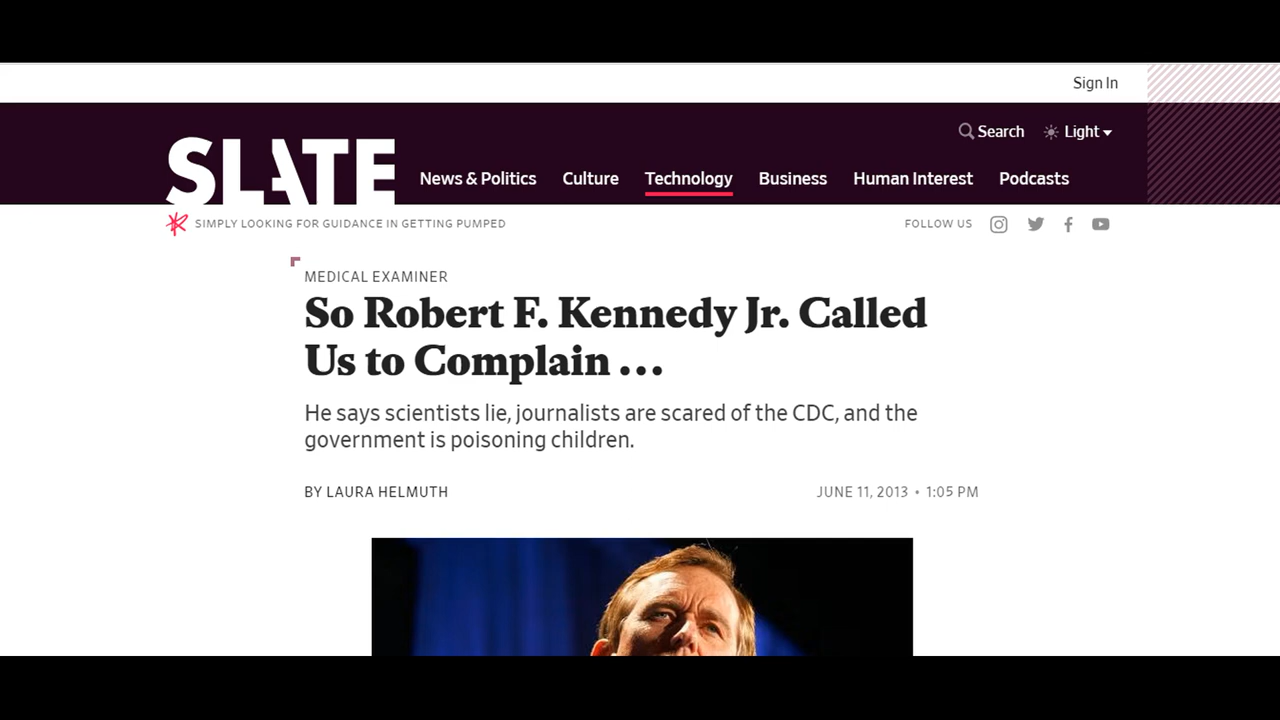 Sign In
Search Light
SLATE
News & Politics Culture Technology Business Human Interest Podcasts
SIMPLY LOOKING FOR GUIDANCE IN GETTING PUMPED
FOLLOW US
MEDICAL EXAMINER
So Robert F. Kennedy Jr. Called
Us to Complain …
He says scientists lie, journalists are scared of the CDC, and the
government is poisoning children.
BY LAURA HELMUTH
JUNE 11, 2013 • 1:05 PM